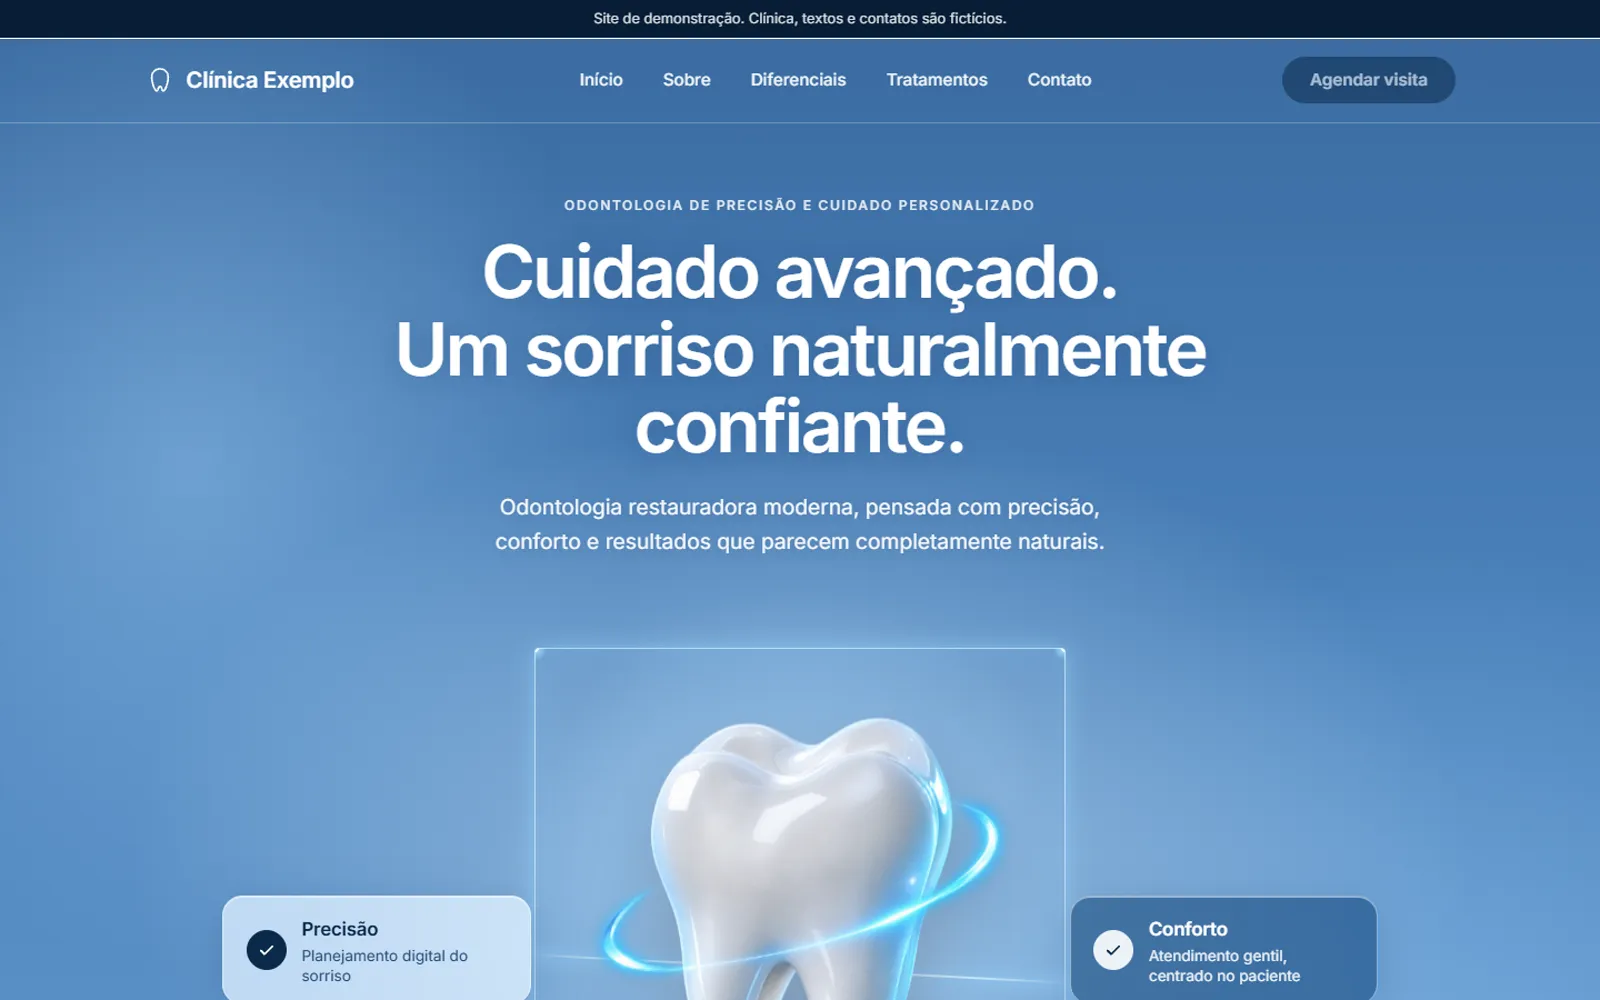 Site de demonstração. Clínica, textos e contatos são fictícios.
Clínica Exemplo
Início
Sobre
Diferenciais
Tratamentos
Contato
Agendar visita
ODONTOLOGIA DE PRECISÃO E CUIDADO PERSONALIZADO
Cuidado avançado.
Um sorriso naturalmente
confiante.
Odontologia restauradora moderna, pensada com precisão,
conforto e resultados que parecem completamente naturais.
Precisão
Planejamento digital do
sorriso
Conforto
Atendimento gentil,
centrado no paciente